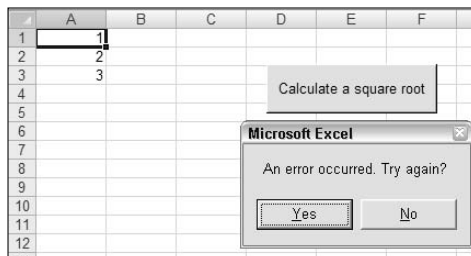 A B C D E F
1 1
2 2
3 3
4
Calculate a square root
5
6
Microsoft Excel
7
8
An error occurred. Try again?
9
10
Yes No
11
12